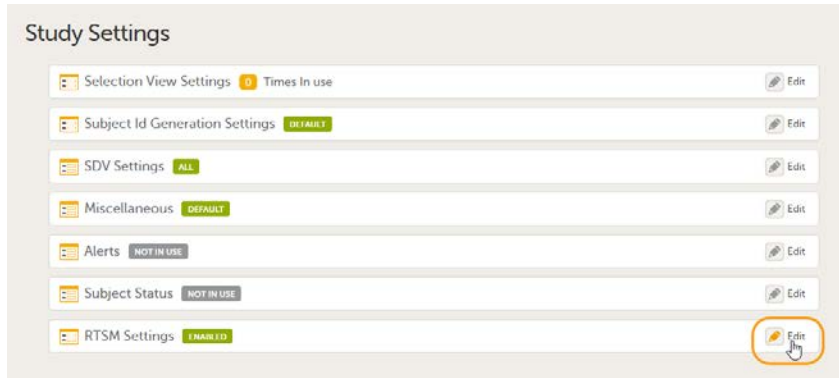 Study Settings
Selection View Settings 0 Times In use Edit
Subject Id Generation Settings DEFAULT Edit
SDV Settings ALL Edit
Miscellaneous DEFAULT Edit
Alerts NOT IN USE Edit
Subject Status NOT IN USE Edit
RTSM Settings ENABLED Edit